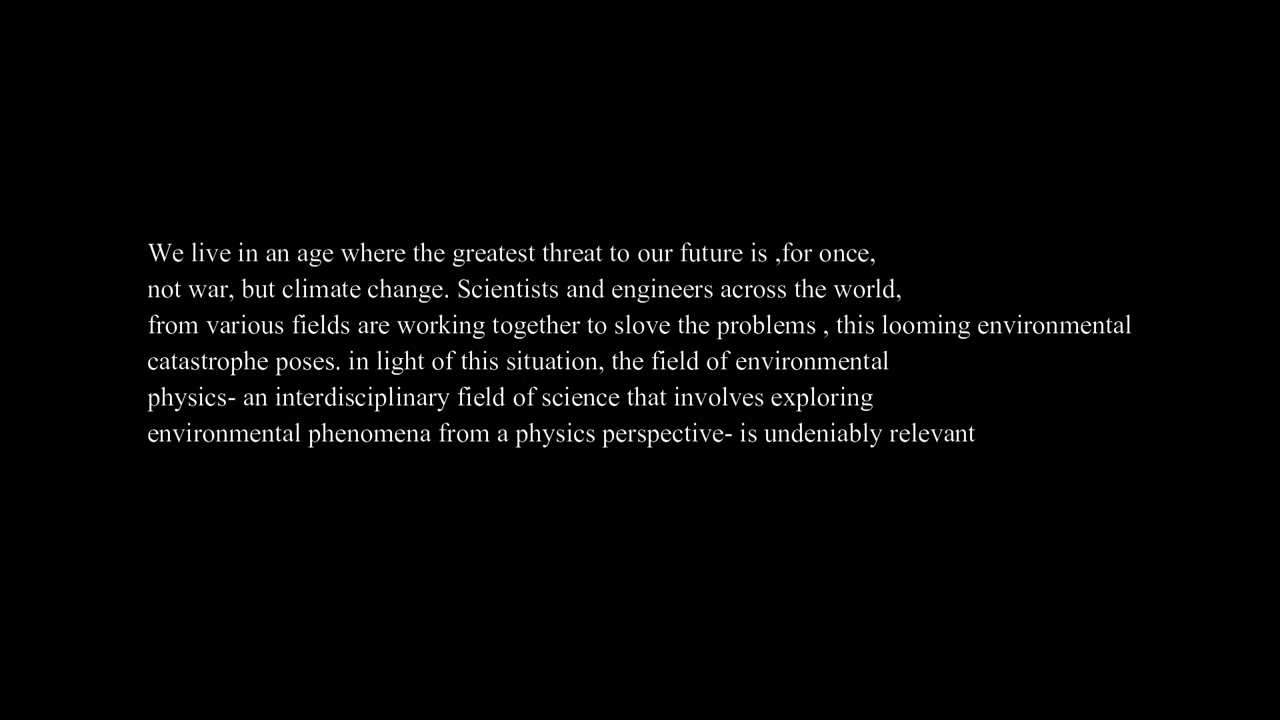 We live in an age where the greatest threat to our future is ,for once,
not war, but climate change. Scientists and engineers across the world,
from various fields are working together to slove the problems , this looming environmental
catastrophe poses. in light of this situation, the field of environmental
physics- an interdisciplinary field of science that involves exploring
environmental phenomena from a physics perspective- is undeniably relevant